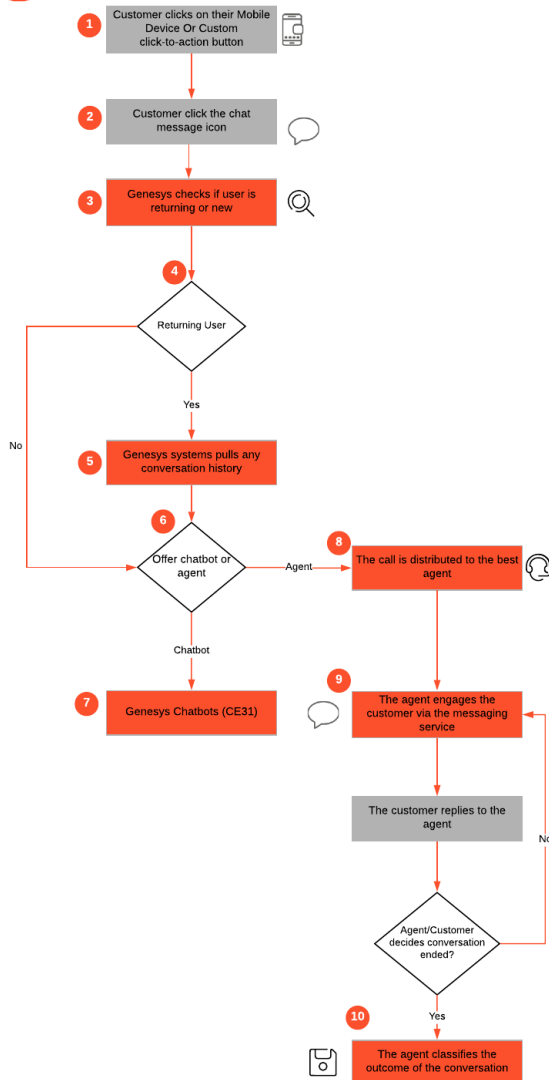 1
Customer clicks on their Mobile
Device Or Custom
click-to-action button
2
Customer click the chat
message icon
3
Genesys checks if user is
returning or new
4
Returning User
No
Yes
5
Genesys systems pulls any
conversation history
6
Offer chatbot or
agent
Agent
8
The call is distributed to the best
agent
Chatbot
7
Genesys Chatbots (CE31)
9
The agent engages the
customer via the messaging
service
The customer replies to the
agent
No
Agent/Customer
decides conversation
ended?
Yes
10
The agent classifies the
outcome of the conversation